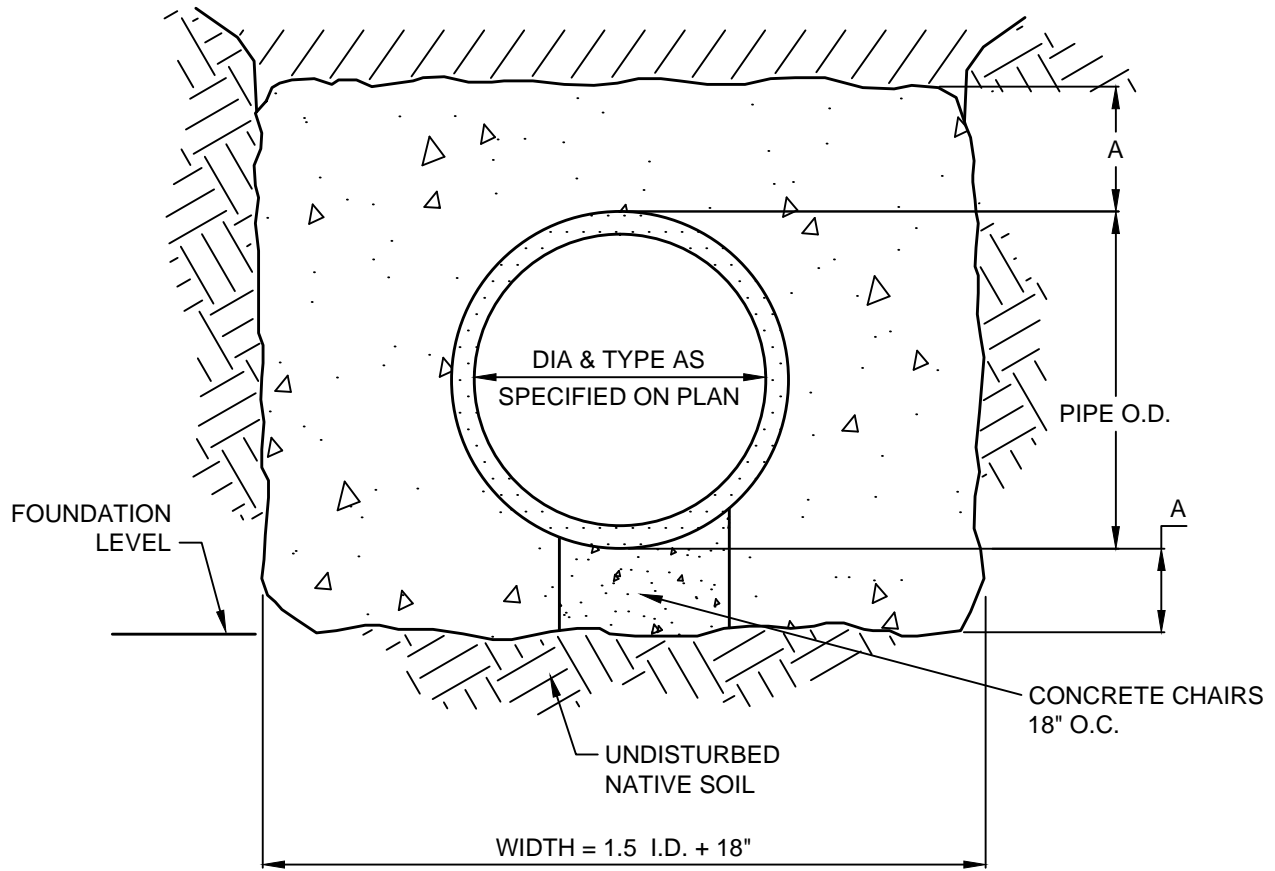 A
DIA & TYPE AS
SPECIFIED ON PLAN
PIPE O.D.
FOUNDATION
LEVEL
A
CONCRETE CHAIRS
18" O.C.
UNDISTURBED
NATIVE SOIL
WIDTH = 1.5 I.D. + 18"